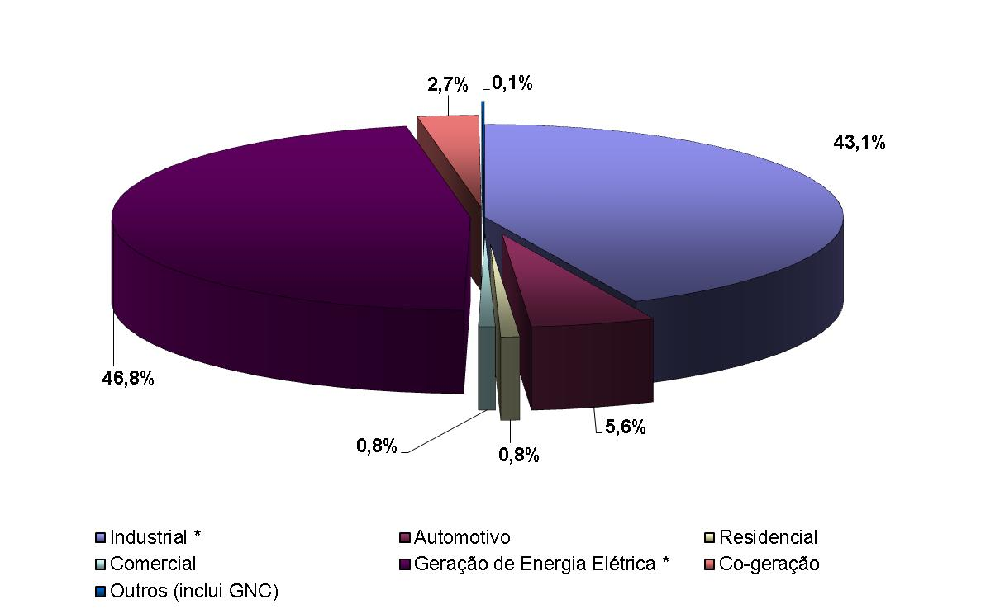 2,7%
0,1%
43,1%
46,8%
5,6%
0,8%
0,8%
Industrial *
Automotivo
Residencial
Comercial
Geração de Energia Elétrica *
Co-geração
Outros (inclui GNC)